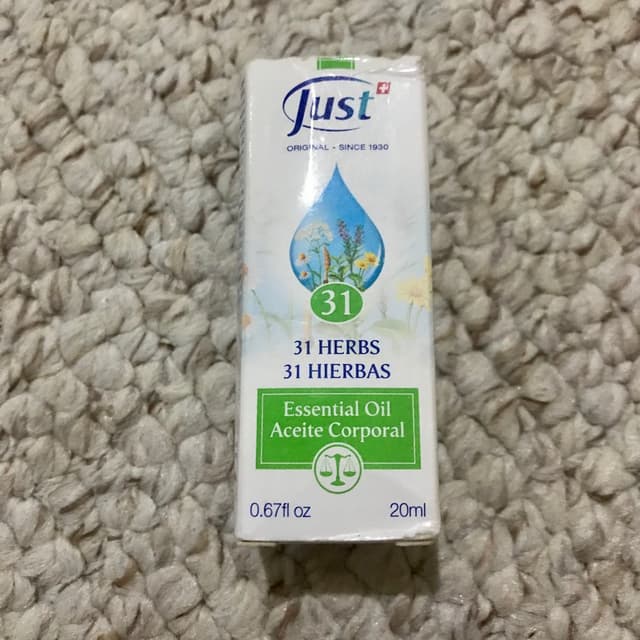 Just
ORIGINAL - SINCE 1930
31
31 HERBS
31 HIERBAS
Essential Oil
Aceite Corporal
0.67fl oz 20ml